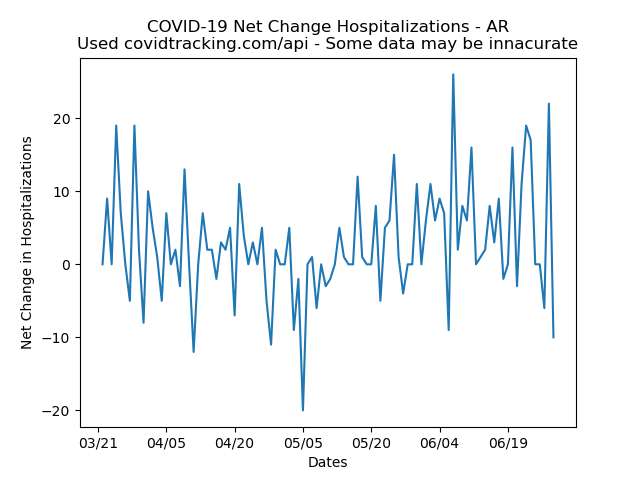 COVID-19 Net Change Hospitalizations - AR
Used covidtracking.com/api - Some data may be innacurate
Net Change in Hospitalizations
20
10
0
−10
−20
03/21 04/05 04/20 05/05 05/20 06/04 06/19
Dates